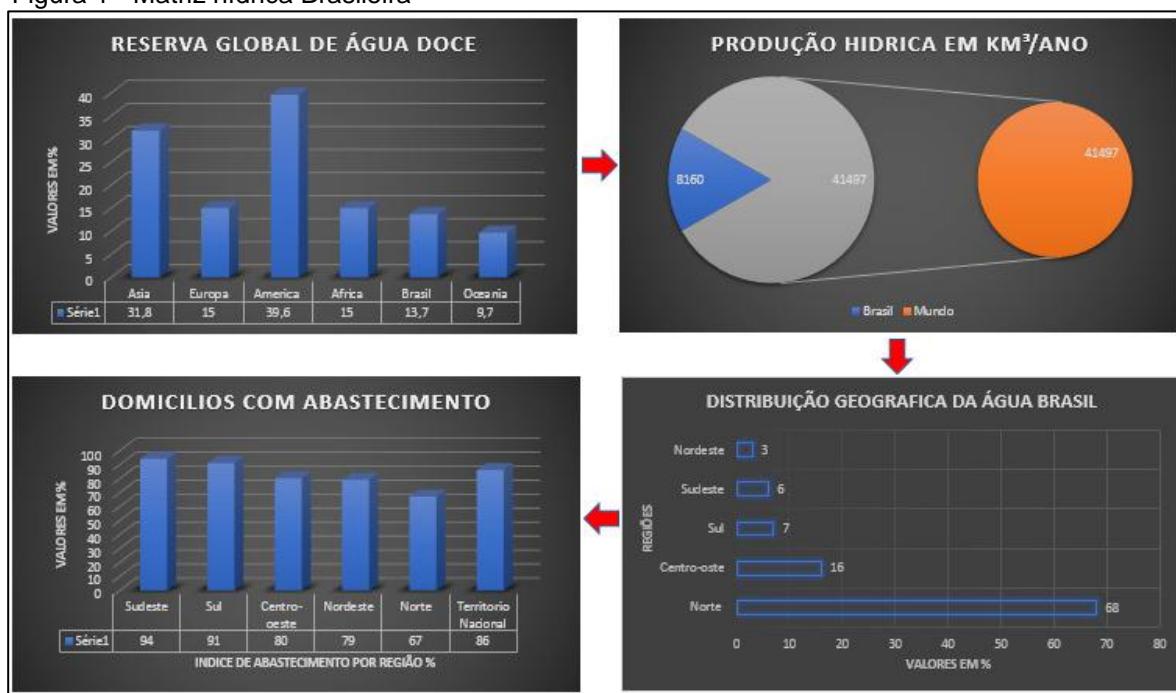 Figura 1 - Matriz hídrica Brasileira
RESERVA GLOBAL DE ÁGUA DOCE
VALORES EM%
40
35
30
25
20
15
10
5
0
Asia Europa America Africa Brasil Oceania
Série1 31,8 15 39,6 15 13,7 9,7
PRODUÇÃO HIDRICA EM KM³/ANO
8160 41497 41497
Brasil Mundo
DISTRIBUIÇÃO GEOGRAFICA DA ÁGUA BRASIL
REGIÕES
Nordeste 3
Sudeste 6
Sul 7
Centro-oste 16
Norte 68
0 10 20 30 40 50 60 70 80
VALORES EM %
DOMICILIOS COM ABASTECIMENTO
VALORES EM%
100
90
80
70
60
50
40
30
20
10
0
Sudeste Sul Centro- Nordeste Norte Territorio
oeste Nacional
Série1 94 91 80 79 67 86
INDICE DE ABASTECIMENTO POR REGIÃO %